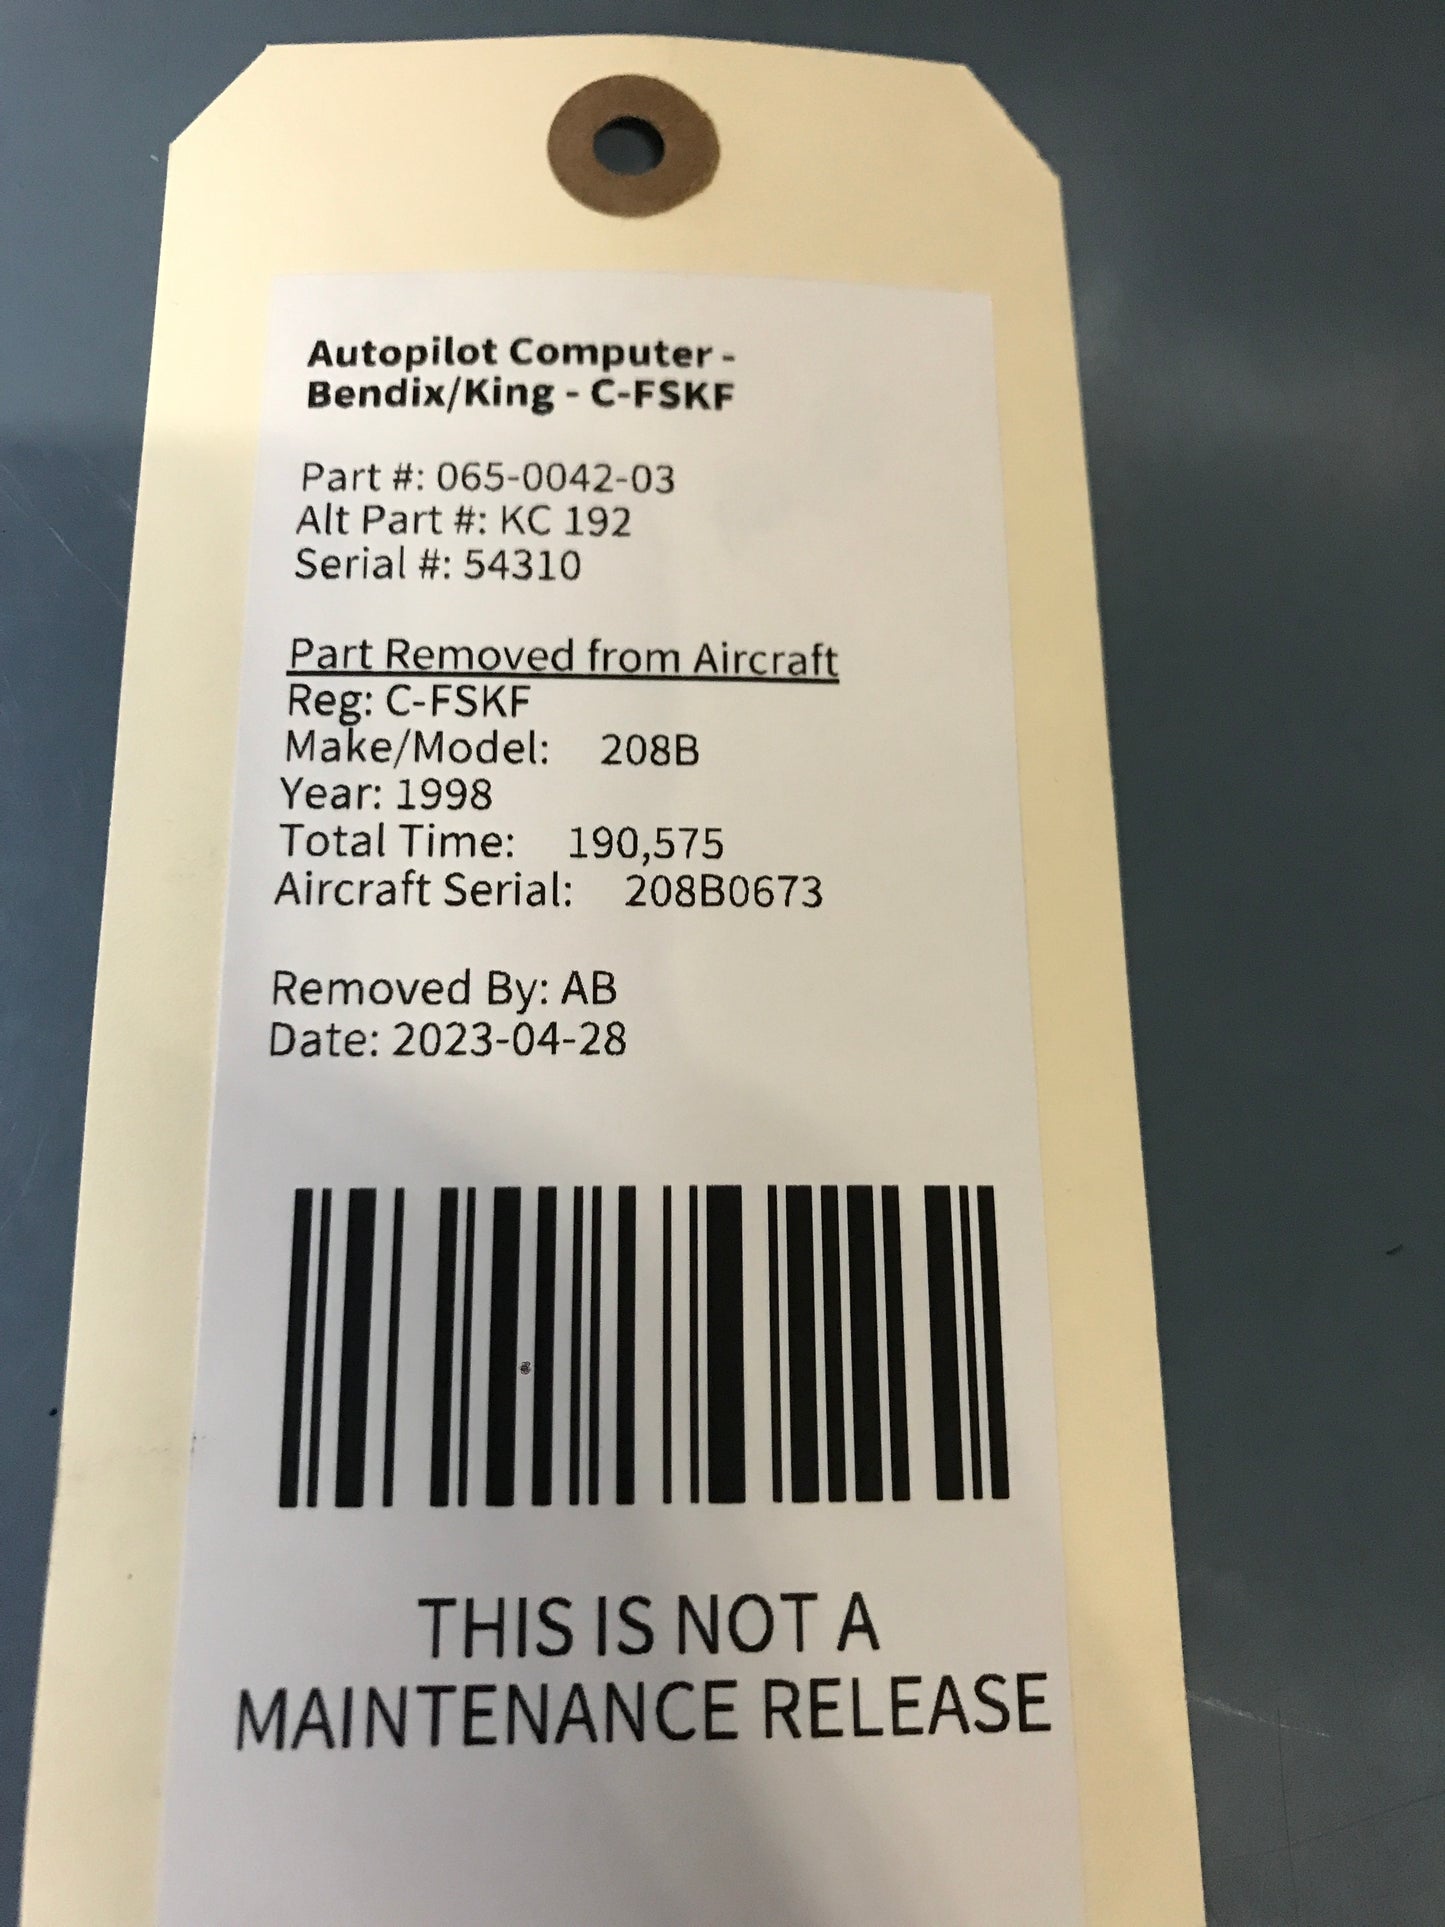 Autopilot Computer -
Bendix/King - C-FSKF
Part #: 065-0042-03
Alt Part #: KC 192
Serial #: 54310
Part Removed from Aircraft
Reg: C-FSKF
Make/Model: 208B
Year: 1998
Total Time: 190,575
Aircraft Serial: 208B0673
Removed By: AB
Date: 2023-04-28
THIS IS NOT A
MAINTENANCE RELEASE